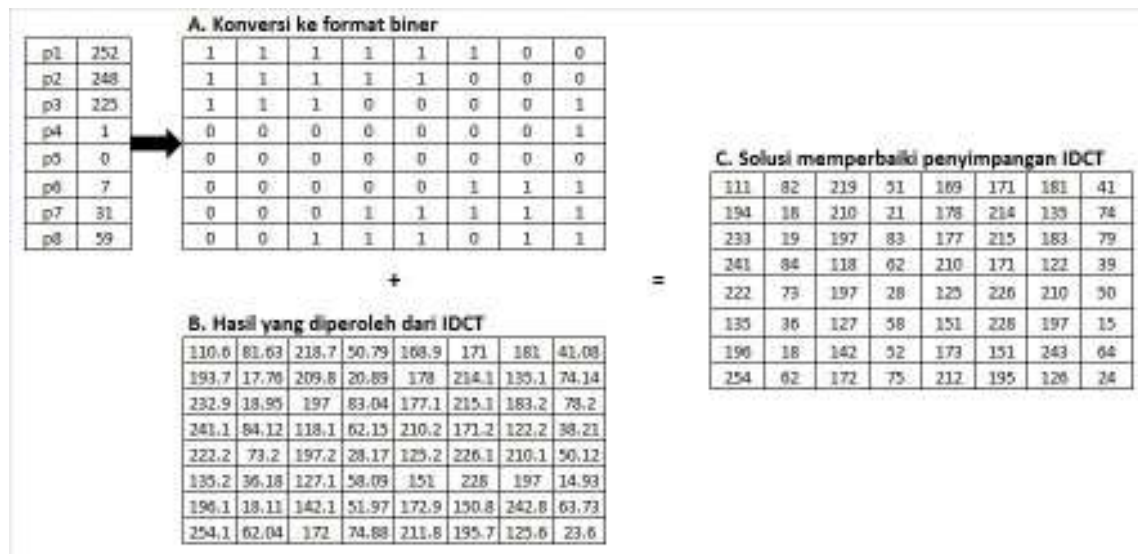 A. Konversi ke format biner
p1 252
p2 248
p3 225
p4 1
p5 0
p6 7
p7 31
p8 59
1 1 1 1 1 1 0 0
1 1 1 1 1 0 0 0
1 1 1 0 0 0 0 1
0 0 0 0 0 0 0 1
0 0 0 0 0 0 0 0
0 0 0 0 0 1 1 1
0 0 0 1 1 1 1 1
0 0 1 1 1 0 1 1
+
B. Hasil yang diperoleh dari IDCT
110.6 81.63 218.7 50.79 168.9 171 181 41.08
193.7 17.76 209.8 20.89 178 214.1 135.1 74.14
232.9 18.95 197 83.04 177.1 215.1 183.2 78.2
241.1 84.12 118.1 62.15 210.2 171.2 122.2 38.21
222.2 73.2 197.2 28.17 125.2 226.1 210.1 50.12
135.2 36.18 127.1 58.09 151 228 197 14.93
196.1 18.11 142.1 51.97 172.9 150.8 242.8 63.73
254.1 62.04 172 74.88 211.8 195.7 125.6 23.6
=
C. Solusi memperbaiki penyimpangan IDCT
111 82 219 51 169 171 181 41
194 18 210 21 178 214 135 74
233 19 197 83 177 215 183 79
241 84 118 62 210 171 122 39
222 73 197 28 125 226 210 50
135 36 127 58 151 228 197 15
196 18 142 52 173 151 243 64
254 62 172 75 212 195 126 24